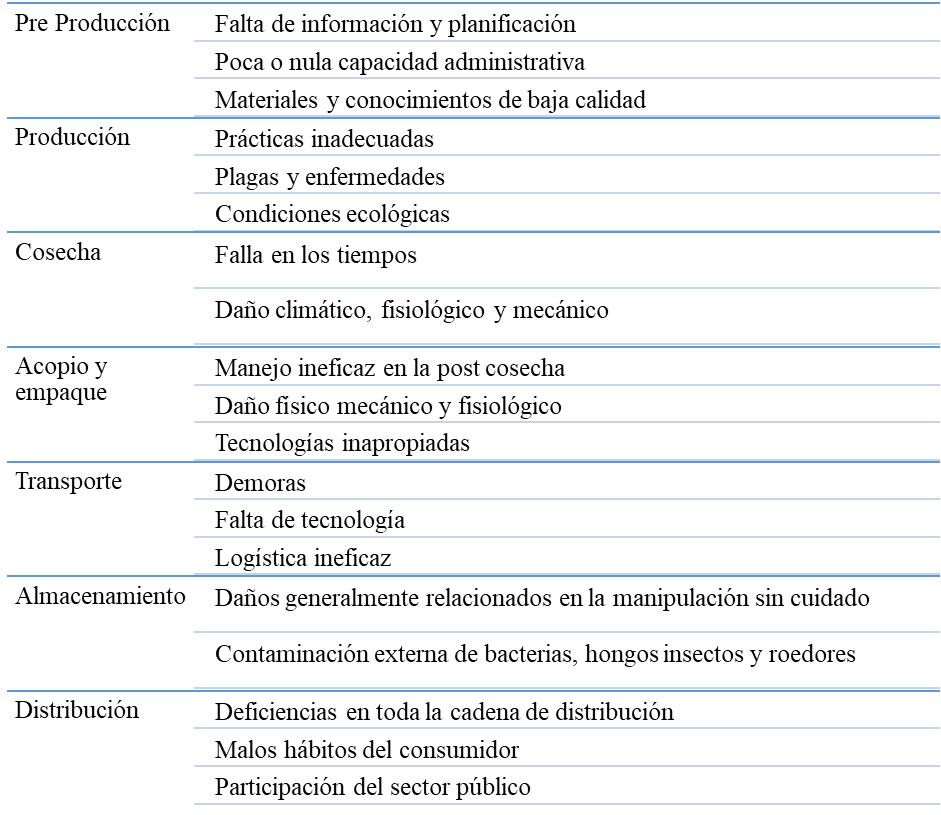 Pre Producción
Falta de información y planificación
Poca o nula capacidad administrativa
Materiales y conocimientos de baja calidad
Producción
Prácticas inadecuadas
Plagas y enfermedades
Condiciones ecológicas
Cosecha
Falla en los tiempos
Daño climático, fisiológico y mecánico
Acopio y
empaque
Manejo ineficaz en la post cosecha
Daño físico mecánico y fisiológico
Tecnologías inapropiadas
Transporte
Demoras
Falta de tecnología
Logística ineficaz
Almacenamiento
Daños generalmente relacionados en la manipulación sin cuidado
Contaminación externa de bacterias, hongos insectos y roedores
Distribución
Deficiencias en toda la cadena de distribución
Malos hábitos del consumidor
Participación del sector público